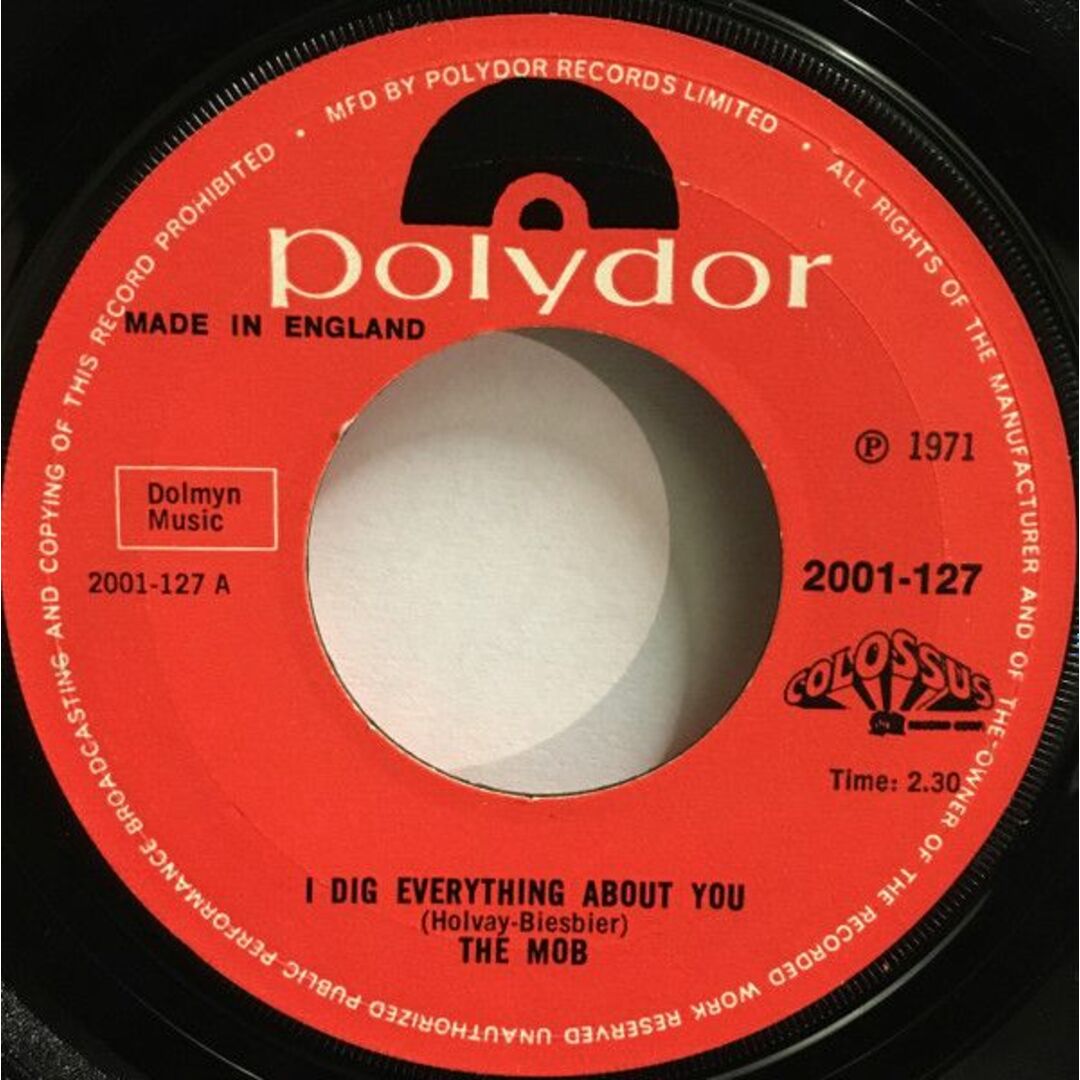 MFD BY POLYDOR RECORDS LIMITED • ALL RIGHTS OF THE MANUFACTURER AND OF THE OWNER OF THE RECORDED WORK RESERVED UNAUTHORIZED PUBLIC PERFORMANCE BROADCASTING AND COPYING OF THIS RECORD PROHIBITED •
polydor
MADE IN ENGLAND
℗ 1971
Dolmyn
Music
2001-127 A
2001-127
COLOSSUS
Time: 2.30
I DIG EVERYTHING ABOUT YOU
(Holvay-Biesbier)
THE MOB